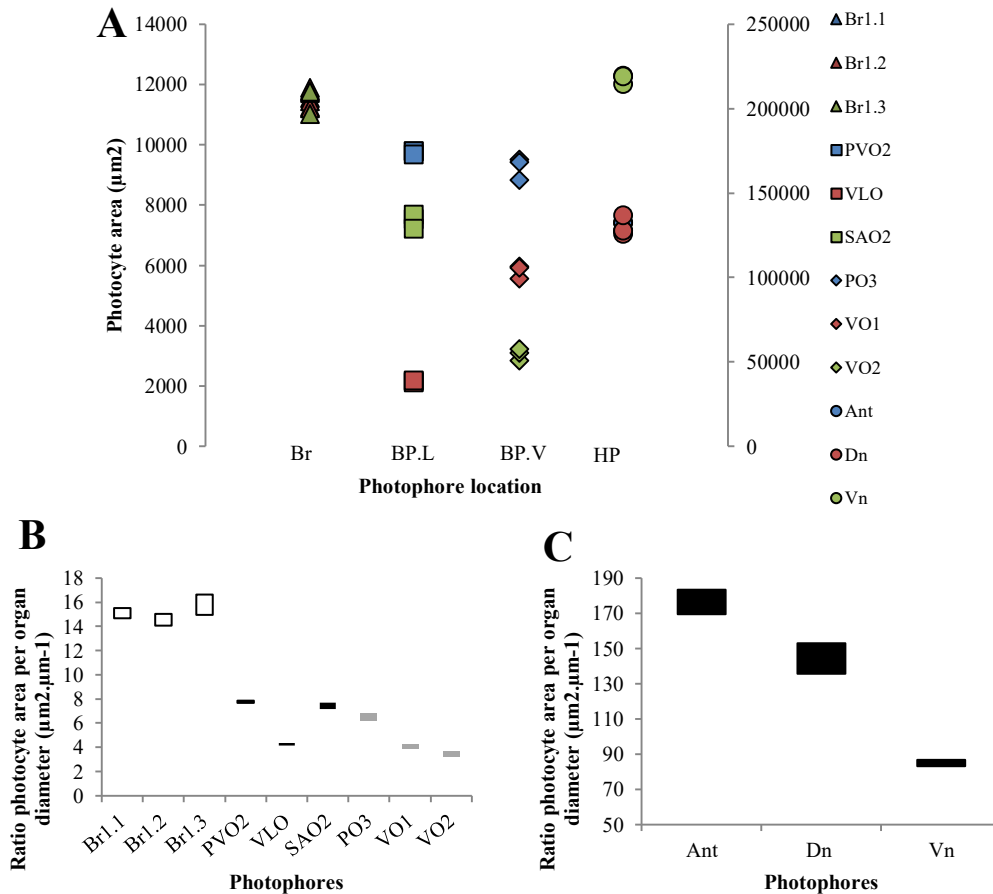 A
Photocyte area (µm2)
14000
12000
10000
8000
6000
4000
2000
0
250000
200000
150000
100000
50000
0
Br
BP.L
BP.V
HP
Photophore location
Br1.1
Br1.2
Br1.3
PVO2
VLO
SAO2
PO3
VO1
VO2
Ant
Dn
Vn
B
Ratio photocyte area per organ
diameter (µm2.µm-1)
18
16
14
12
10
8
6
4
2
0
Br1.1
Br1.2
Br1.3
PVO2
VLO
SAO2
PO3
VO1
VO2
Photophores
C
Ratio photocyte area per organ
diameter (µm2.µm-1)
190
170
150
130
110
90
70
50
Ant
Dn
Vn
Photophores